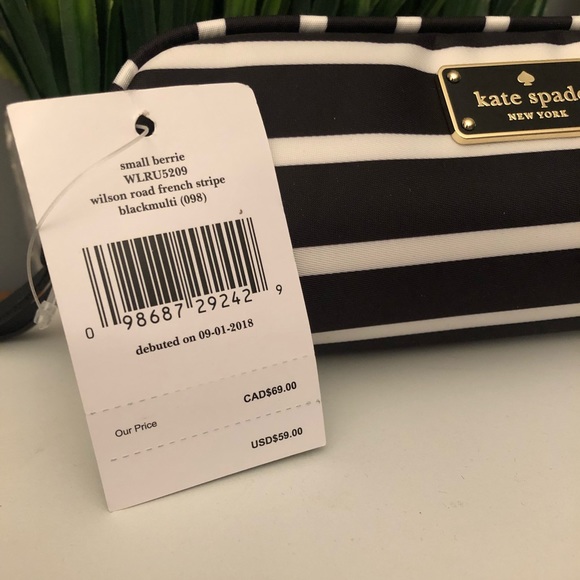 small berrie
WLRU5209
wilson road french stripe
blackmulti (098)
0 98687 29242 9
debuted on 09-01-2018
CAD$69.00
Our Price
USD$59.00
kate spade
NEW YORK